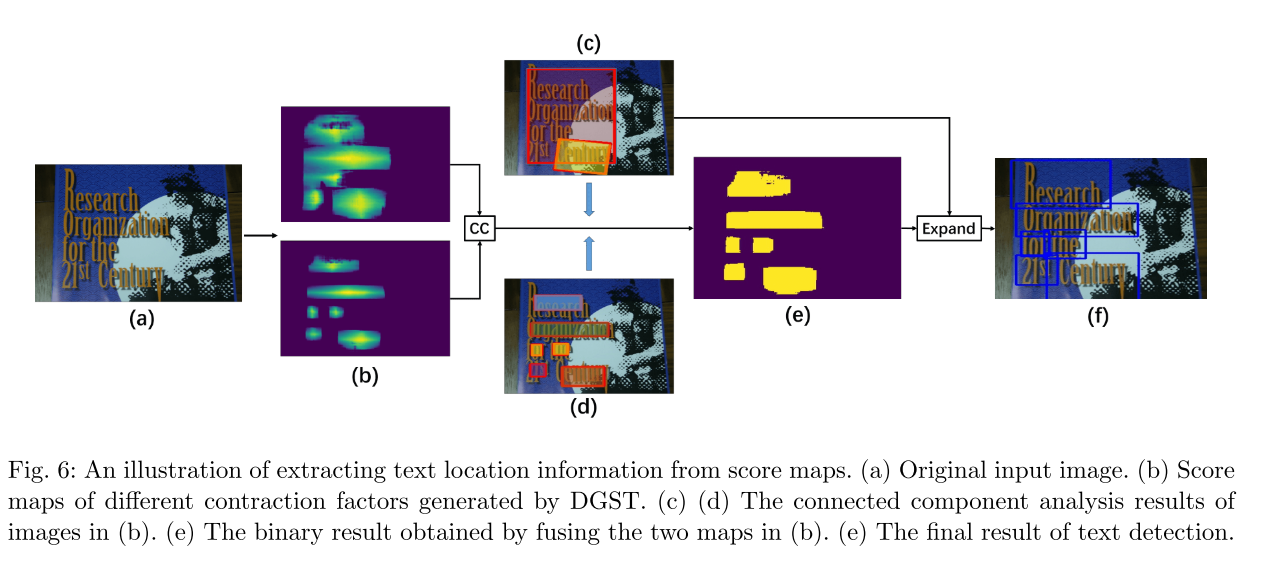 (c)
Research
Organization
for the
21st Century
(a)
Research
Organization
for the
21st Century
(b)
CC
(d)
Research
Organization
for the
21st Century
(e)
Expand
Research
Organization
for the
21st Century
(f)
Fig. 6: An illustration of extracting text location information from score maps. (a) Original input image. (b) Score
maps of different contraction factors generated by DGST. (c) (d) The connected component analysis results of
images in (b). (e) The binary result obtained by fusing the two maps in (b). (e) The final result of text detection.